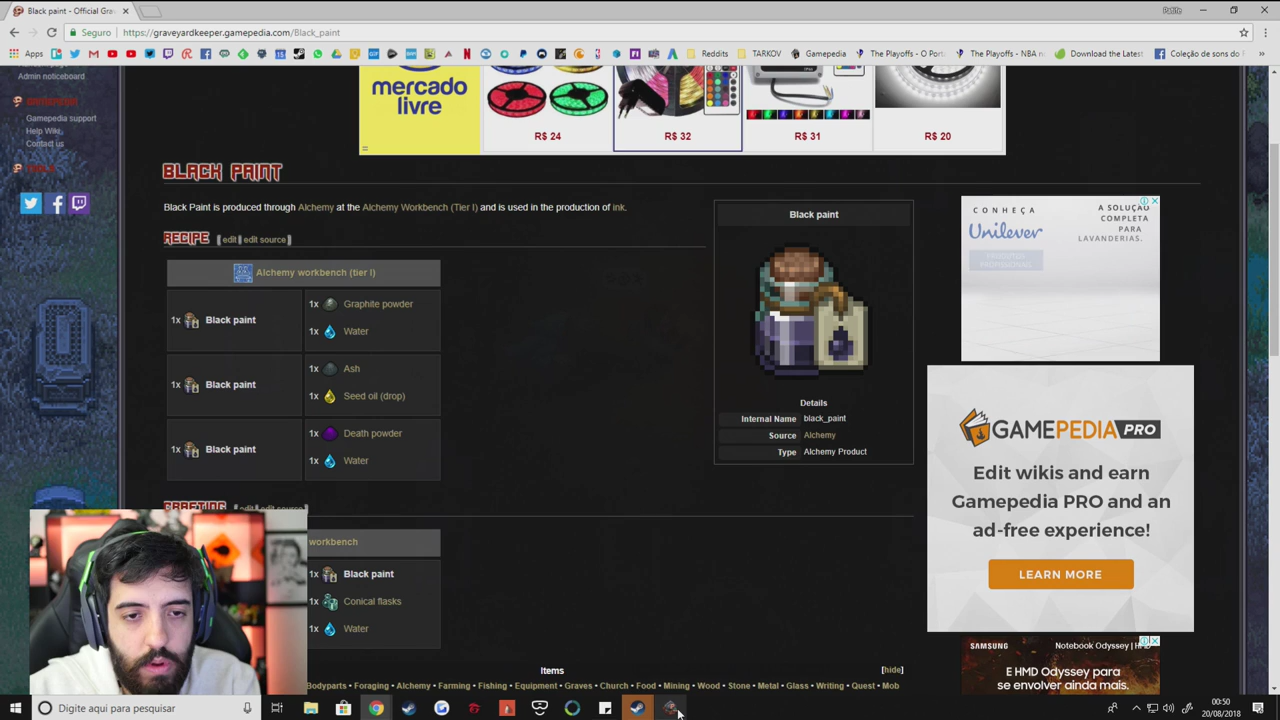 Black paint - Official Gra
Patife
Seguro
https://graveyardkeeper.gamepedia.com/Black_paint
Apps
Reddits
TARKOV
Gamepedia
The Playoffs - O Port
The Playoffs - NBA n
Download the Latest
Coleção de sons do
Admin noticeboard
GAMEPEDIA
Gamepedia support
Help Wiki
Contact us
TOOLS
mercado
livre
R$ 24
R$ 32
R$ 31
R$ 20
BLACK PAINT
Black Paint is produced through Alchemy at the Alchemy Workbench (Tier I) and is used in the production of ink.
RECIPE [ edit | edit source ]
Alchemy workbench (tier I)
1x Black paint
1x Graphite powder
1x Water
1x Black paint
1x Ash
1x Seed oil (drop)
1x Black paint
1x Death powder
1x Water
CRAFTING
edit | edit source
workbench
1x Black paint
1x Conical flasks
1x Water
Items
[hide]
Bodyparts • Foraging • Alchemy • Farming • Fishing • Equipment • Graves • Church • Food • Mining • Wood • Stone • Metal • Glass • Writing • Quest • Mob
Black paint
Details
Internal Name black_paint
Source Alchemy
Type Alchemy Product
CONHEÇA
Unilever
A SOLUÇÃO
COMPLETA
PARA
LAVANDERIAS.
GAMEPEDIA PRO
Edit wikis and earn
Gamepedia PRO and an
ad-free experience!
LEARN MORE
SAMSUNG
Notebook Odyssey | HMD
E HMD Odyssey para
se envolver ainda mais.
Digite aqui para pesquisar
00:50
20/08/2018